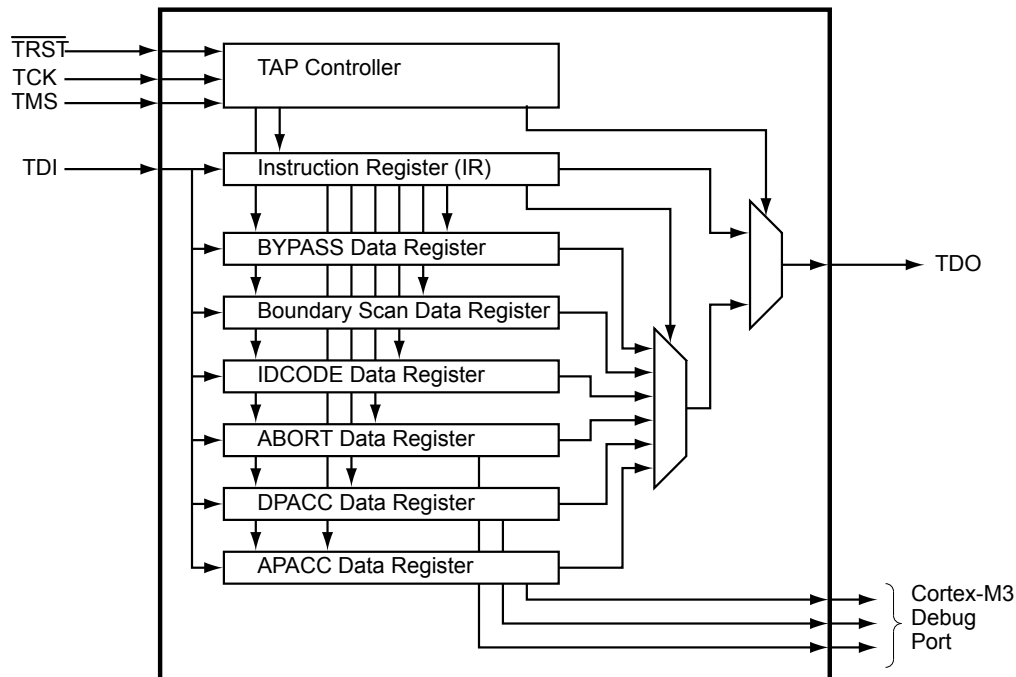 TRST
TCK
TMS
TDI
TAP Controller
Instruction Register (IR)
BYPASS Data Register
Boundary Scan Data Register
IDCODE Data Register
ABORT Data Register
DPACC Data Register
APACC Data Register
TDO
Cortex-M3
Debug
Port